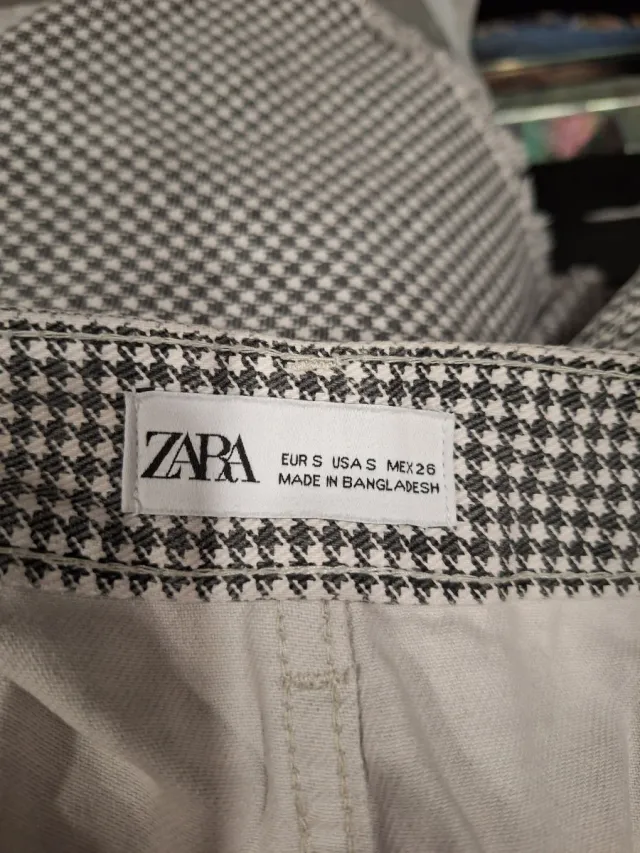 ZARA
EUR S USA S MEX 26
MADE IN BANGLADESH